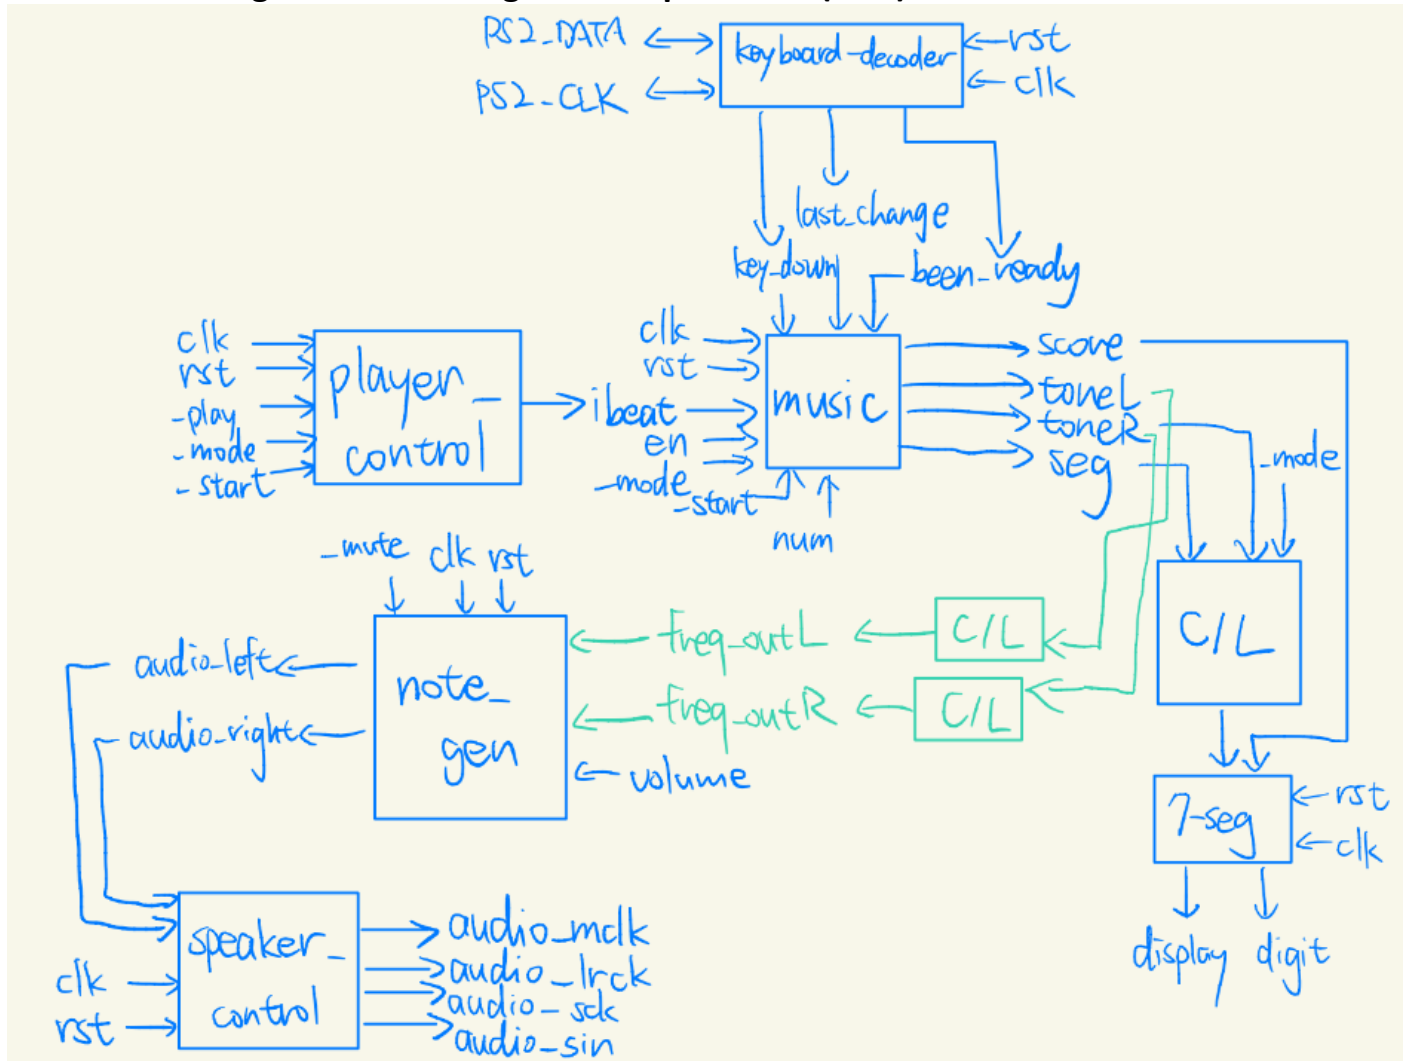 PS2_DATA
keyboard-decoder
rst
PS2_CLK
clk
last_change
key_down
been_ready
clk
rst
_play
_mode
_start
player_
control
clk
rst
ibeat
en
_mode
_start
num
music
score
toneL
toneR
seg
_mode
C/L
_mute
clk
rst
audio_left
audio_right
note_
gen
freq_outL
C/L
freq_outR
C/L
volume
7-seg
rst
clk
display
digit
speaker_
control
clk
rst
audio_mclk
audio_lrck
audio_sck
audio_sin